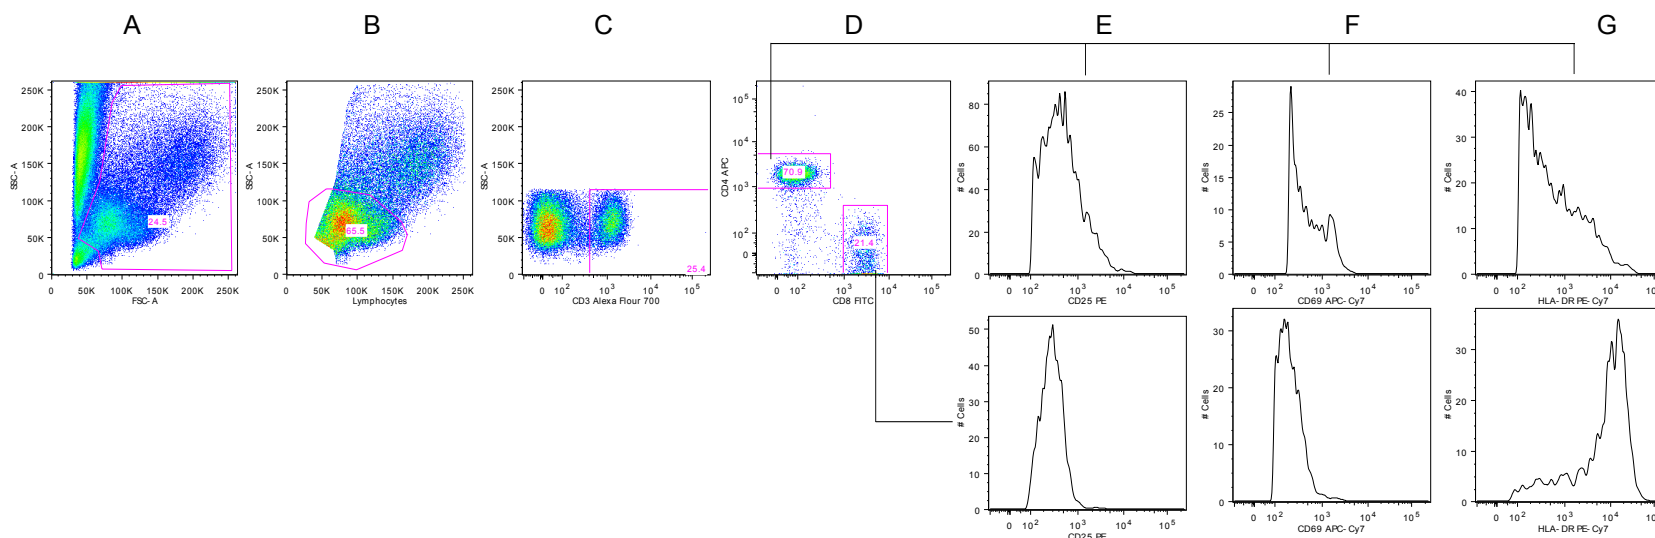 A B C D E F G
250K
200K
150K
100K
50K
0
SSC- A
24.5
0 50K 100K 150K 200K 250K
FSC- A
250K
200K
150K
100K
50K
0
SSC- A
65.5
50K 100K 150K 200K 250K
Lymphocytes
250K
200K
150K
100K
50K
0
SSC- A
25.4
0 10² 10³ 10⁴ 10⁵
CD3 Alexa Flour 700
10⁵
10⁴
10³
10²
0
CD4 APC
70.9
21.4
0 10² 10³ 10⁴ 10⁵
CD8 FITC
80
60
40
20
0
# Cells
0 10² 10³ 10⁴ 10⁵
CD25 PE
25
20
15
10
5
0
# Cells
0 10² 10³ 10⁴ 10⁵
CD69 APC- Cy7
40
30
20
10
0
# Cells
0 10² 10³ 10⁴ 10⁵
HLA- DR PE- Cy7
50
40
30
20
10
0
# Cells
0 10² 10³ 10⁴ 10⁵
CD25 PE
30
20
10
0
# Cells
0 10² 10³ 10⁴ 10⁵
CD69 APC- Cy7
30
20
10
0
# Cells
0 10² 10³ 10⁴ 10⁵
HLA- DR PE- Cy7